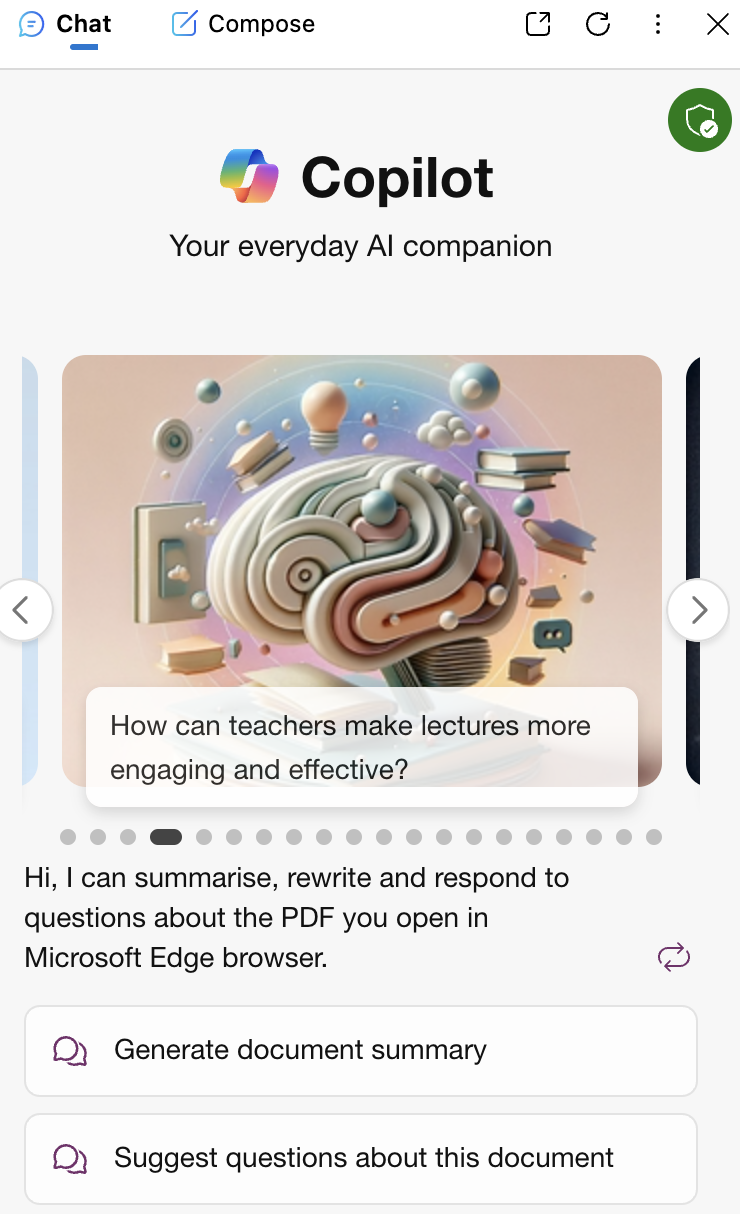 Chat
Compose
Copilot
Your everyday AI companion
How can teachers make lectures more
engaging and effective?
Hi, I can summarise, rewrite and respond to
questions about the PDF you open in
Microsoft Edge browser.
Generate document summary
Suggest questions about this document